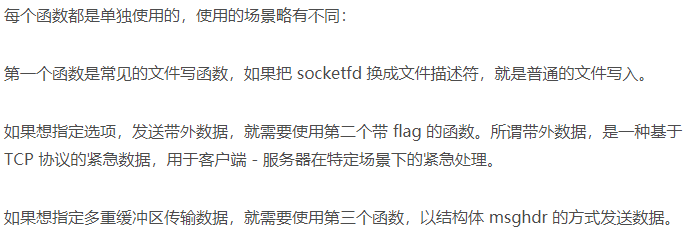 每个函数都是单独使用的，使用的场景略有不同：
第一个函数是常见的文件写函数，如果把 socketfd 换成文件描述符，就是普通的文件写入。
如果想指定选项，发送带外数据，就需要使用第二个带 flag 的函数。所谓带外数据，是一种基于
TCP 协议的紧急数据，用于客户端 - 服务器在特定场景下的紧急处理。
如果想指定多重缓冲区传输数据，就需要使用第三个函数，以结构体 msghdr 的方式发送数据。